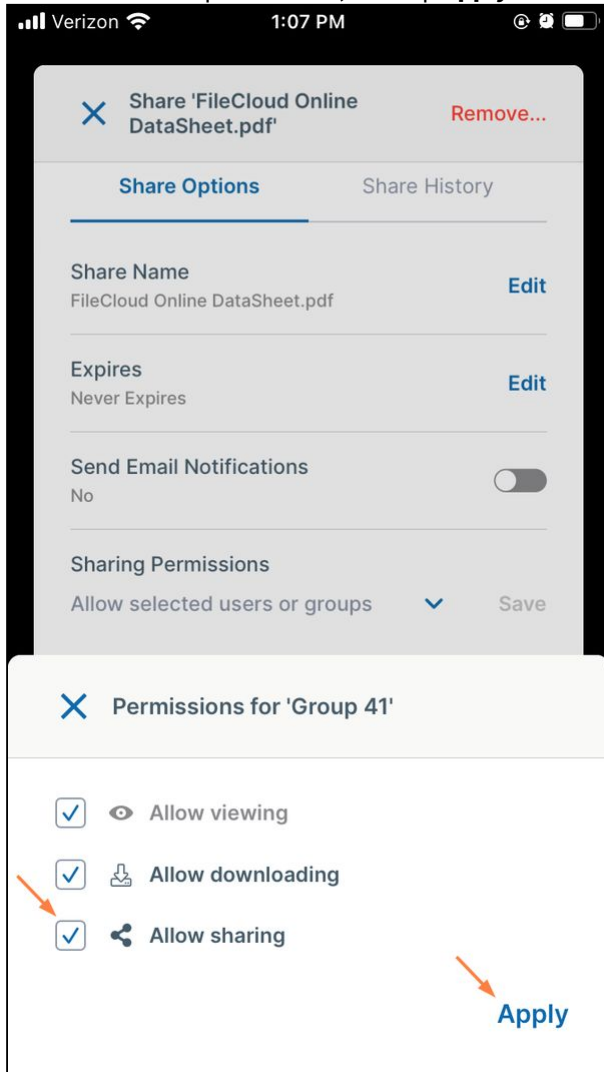 Verizon 1:07 PM
Share 'FileCloud Online
DataSheet.pdf'
Remove...
Share Options Share History
Share Name
FileCloud Online DataSheet.pdf
Edit
Expires
Never Expires
Edit
Send Email Notifications
No
Sharing Permissions
Allow selected users or groups Save
Permissions for 'Group 41'
Allow viewing
Allow downloading
Allow sharing
Apply